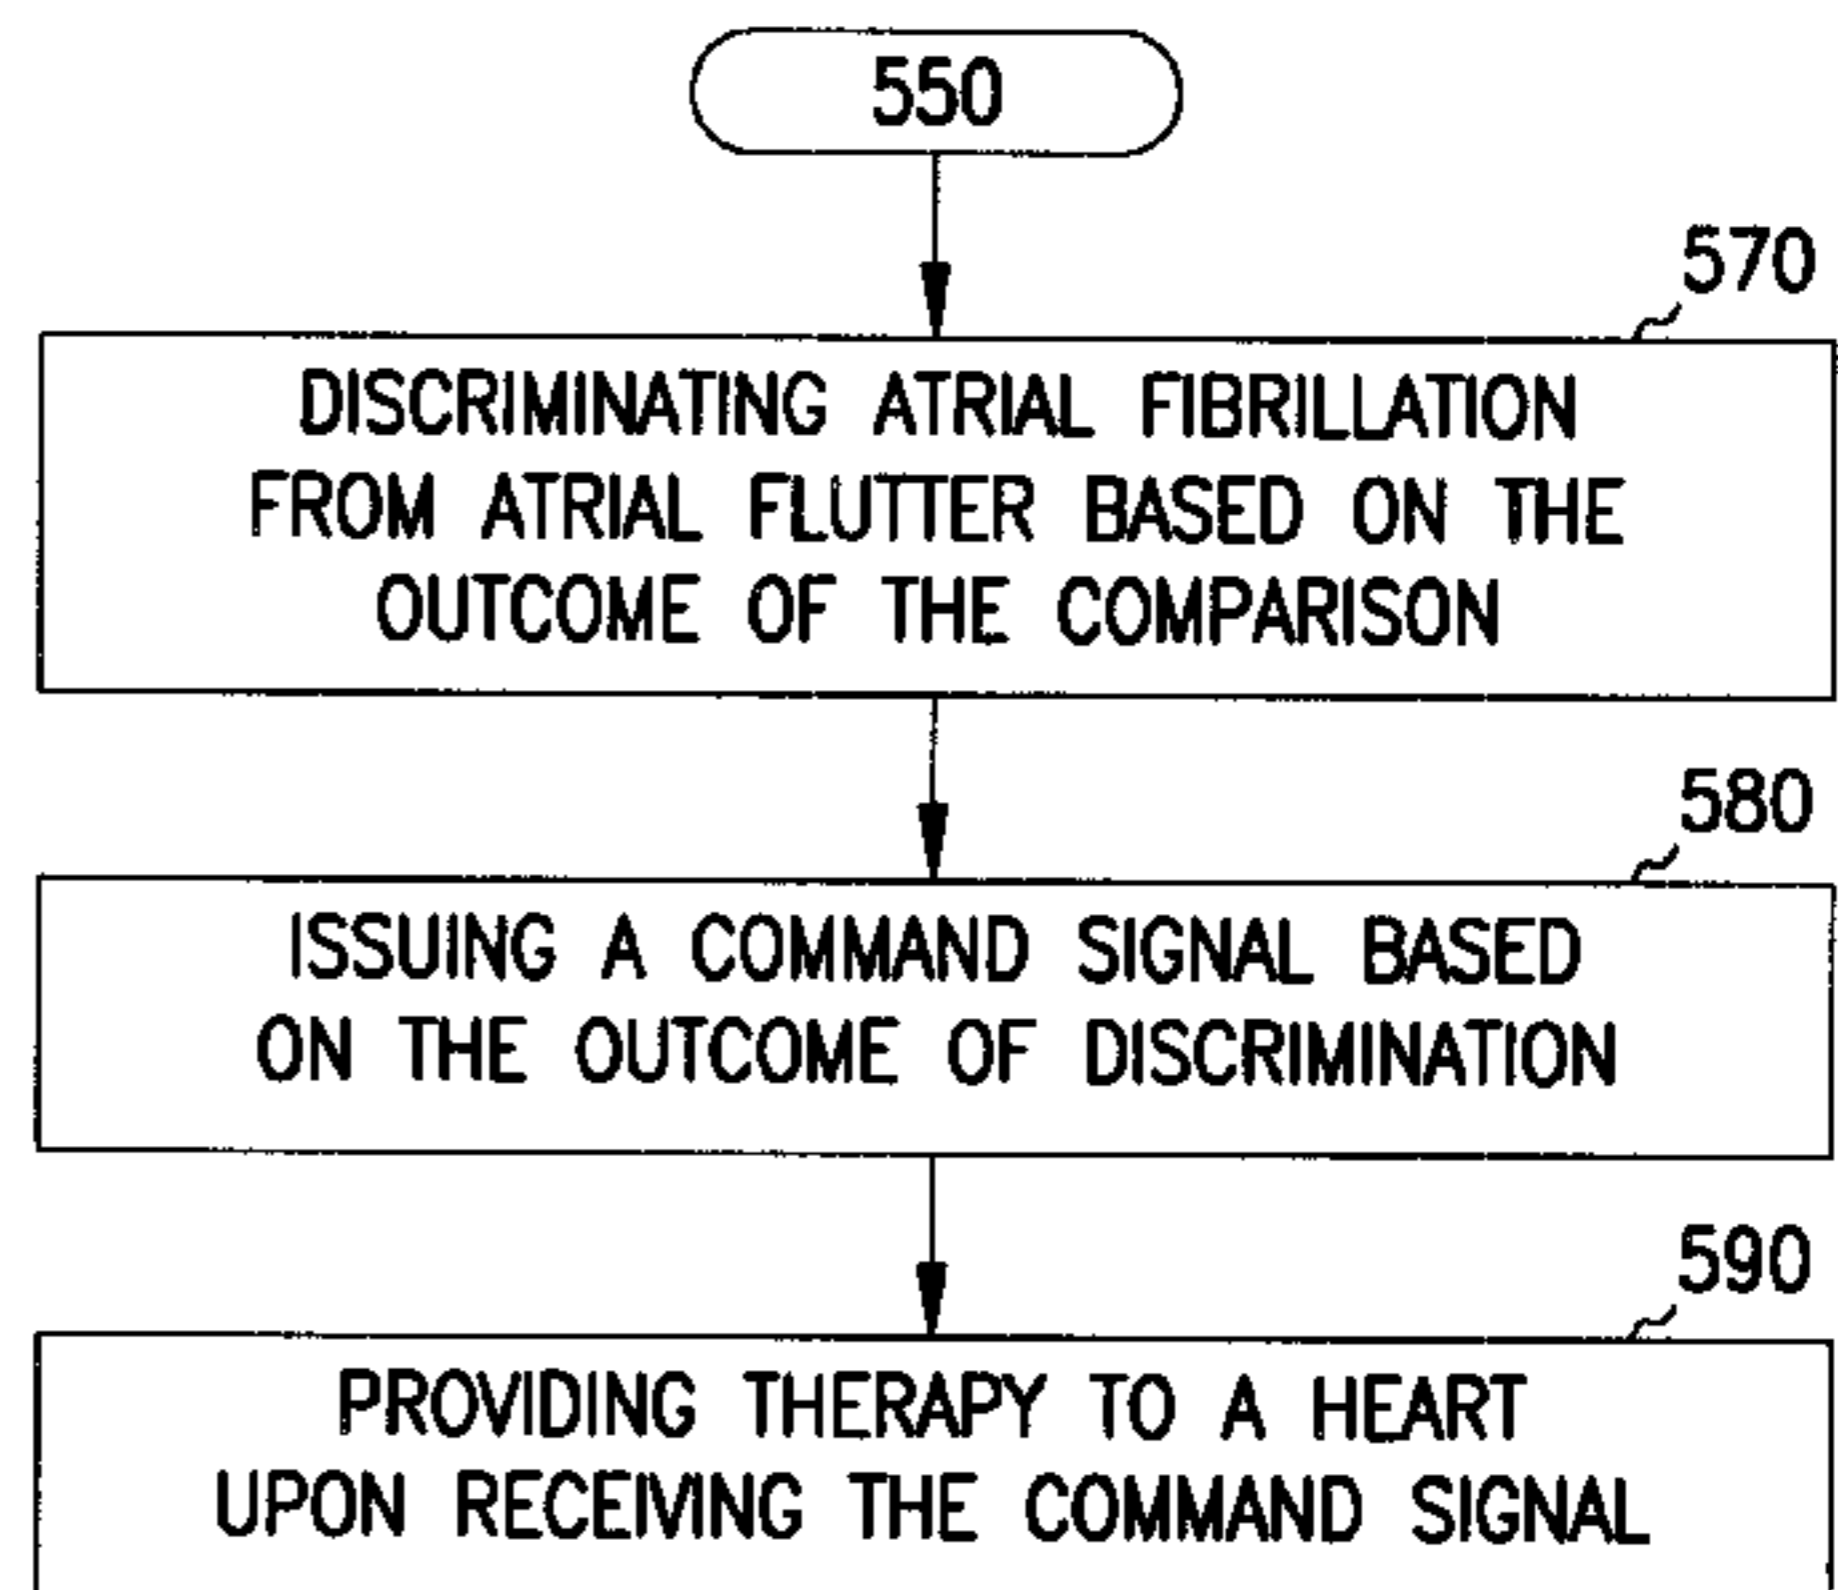 550
570
DISCRIMINATING ATRIAL FIBRILLATION
FROM ATRIAL FLUTTER BASED ON THE
OUTCOME OF THE COMPARISON
580
ISSUING A COMMAND SIGNAL BASED
ON THE OUTCOME OF DISCRIMINATION
590
PROVIDING THERAPY TO A HEART
UPON RECEIVING THE COMMAND SIGNAL